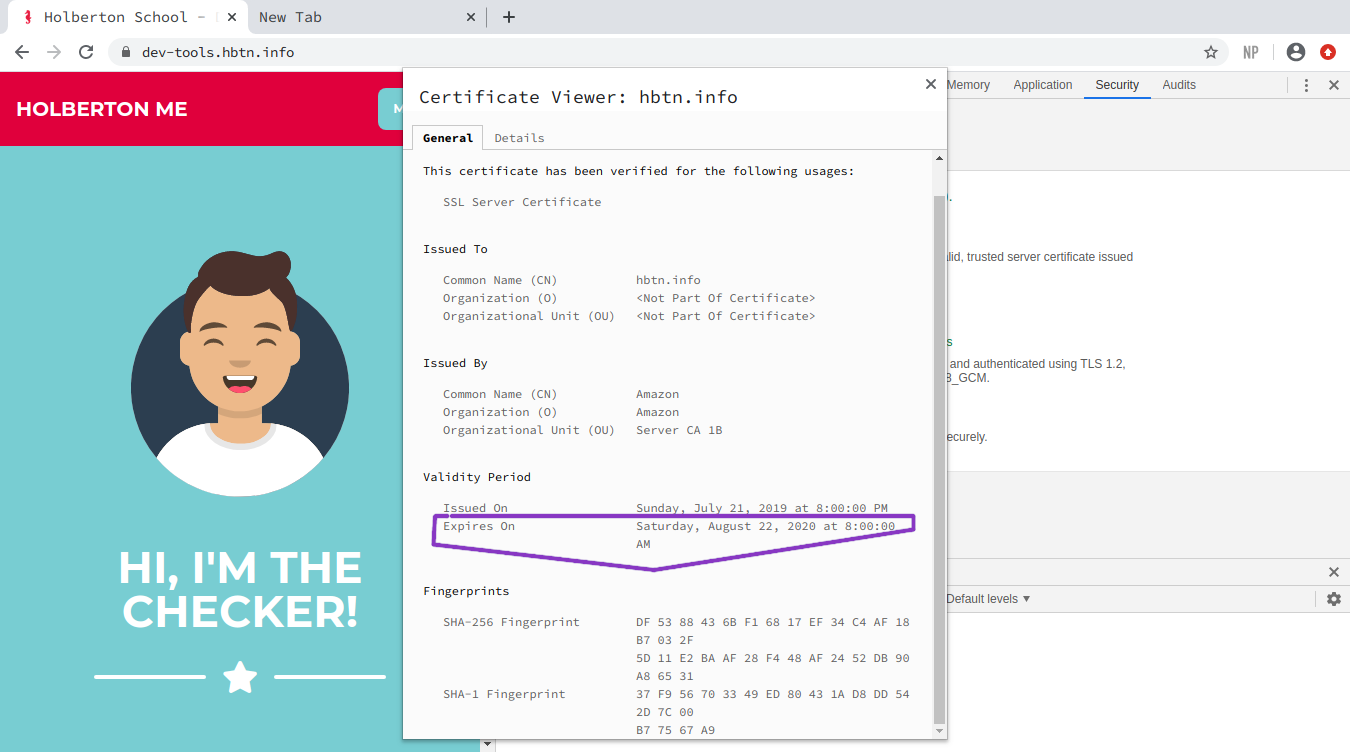 Holberton School –
New Tab
dev-tools.hbtn.info
NP
HOLBERTON ME
M
Memory
Application
Security
Audits
Certificate Viewer: hbtn.info
General
Details
This certificate has been verified for the following usages:
SSL Server Certificate
Issued To
Common Name (CN) hbtn.info
Organization (O) <Not Part Of Certificate>
Organizational Unit (OU) <Not Part Of Certificate>
Issued By
Common Name (CN) Amazon
Organization (O) Amazon
Organizational Unit (OU) Server CA 1B
Validity Period
Issued On Sunday, July 21, 2019 at 8:00:00 PM
Expires On Saturday, August 22, 2020 at 8:00:00
AM
Fingerprints
SHA-256 Fingerprint DF 53 88 43 6B F1 68 17 EF 34 C4 AF 18
B7 03 2F
5D 11 E2 BA AF 28 F4 48 AF 24 52 DB 90
A8 65 31
SHA-1 Fingerprint 37 F9 56 70 33 49 ED 80 43 1A D8 DD 54
2D 7C 00
B7 75 67 A9
lid, trusted server certificate issued
s
and authenticated using TLS 1.2,
8_GCM.
ecurely.
Default levels ▼
HI, I'M THE
CHECKER!